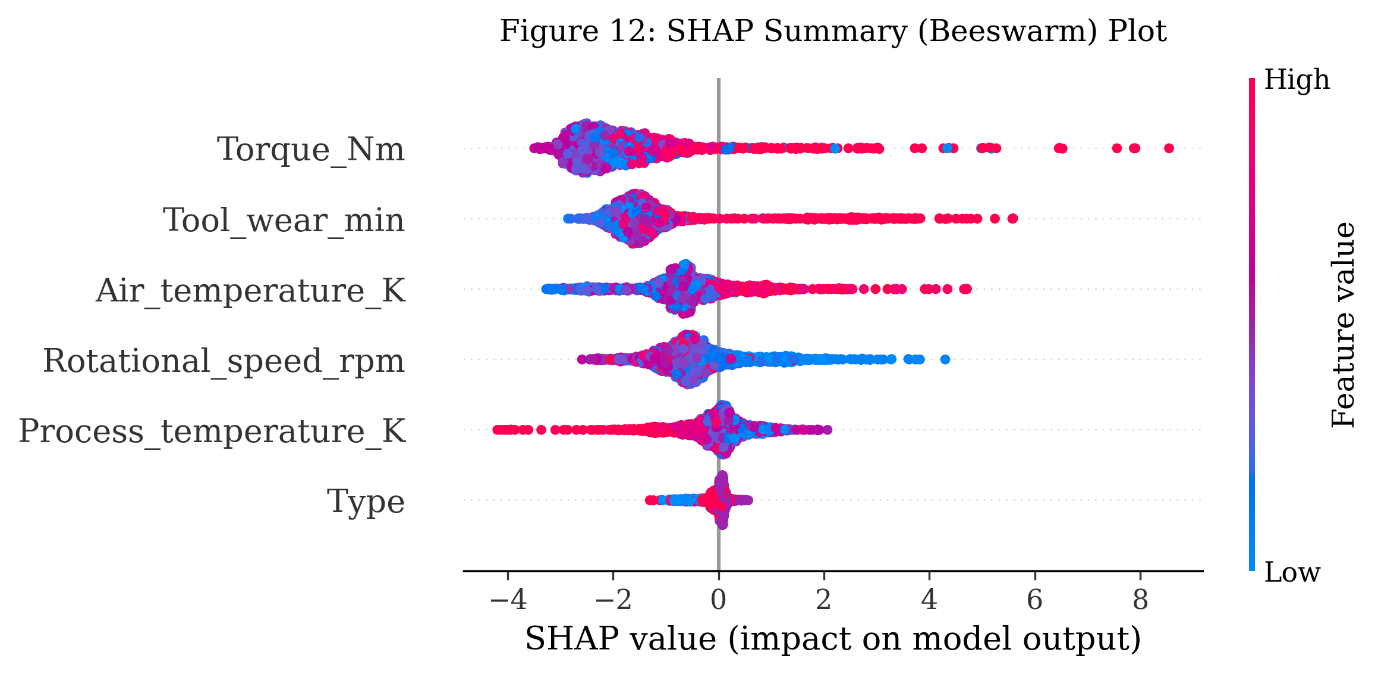 Figure 12: SHAP Summary (Beeswarm) Plot
High
Torque_Nm
Tool_wear_min
Air_temperature_K
Rotational_speed_rpm
Process_temperature_K
Type
Feature value
Low
−4 −2 0 2 4 6 8
SHAP value (impact on model output)